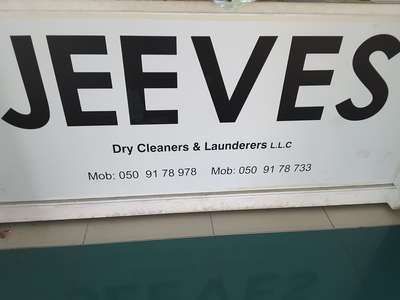 JEEVES
Dry Cleaners & Launderers L.L.C
Mob: 050 91 78 978 Mob: 050 91 78 733